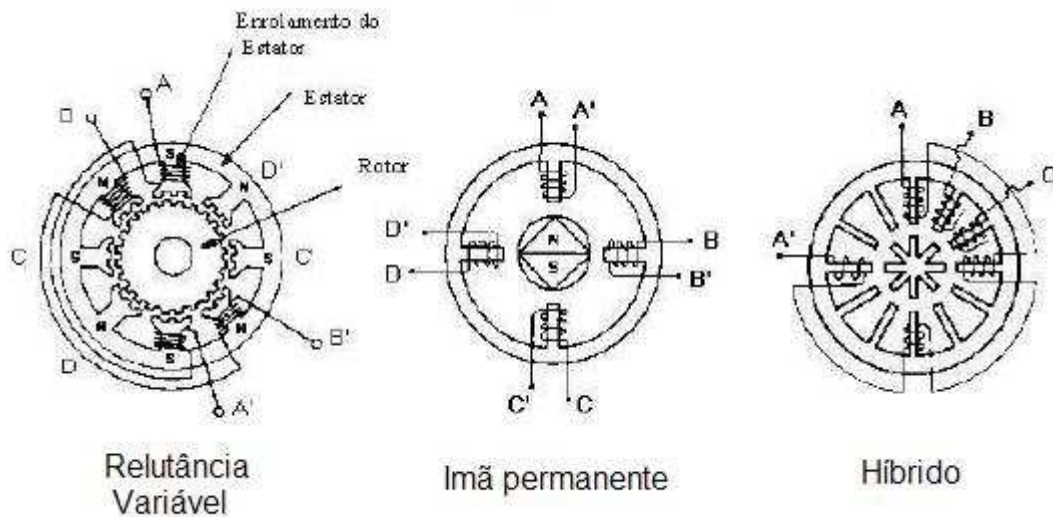 Enrolamento do
Estator
Estator
Rotor
A
B
D'
C
C'
D
B'
A'
N
S
N
S
S
N
S
N
Relutância
Variável
A
A'
D'
D
B
B'
C'
C
N
S
Imã permanente
A
B
C
A'
Híbrido